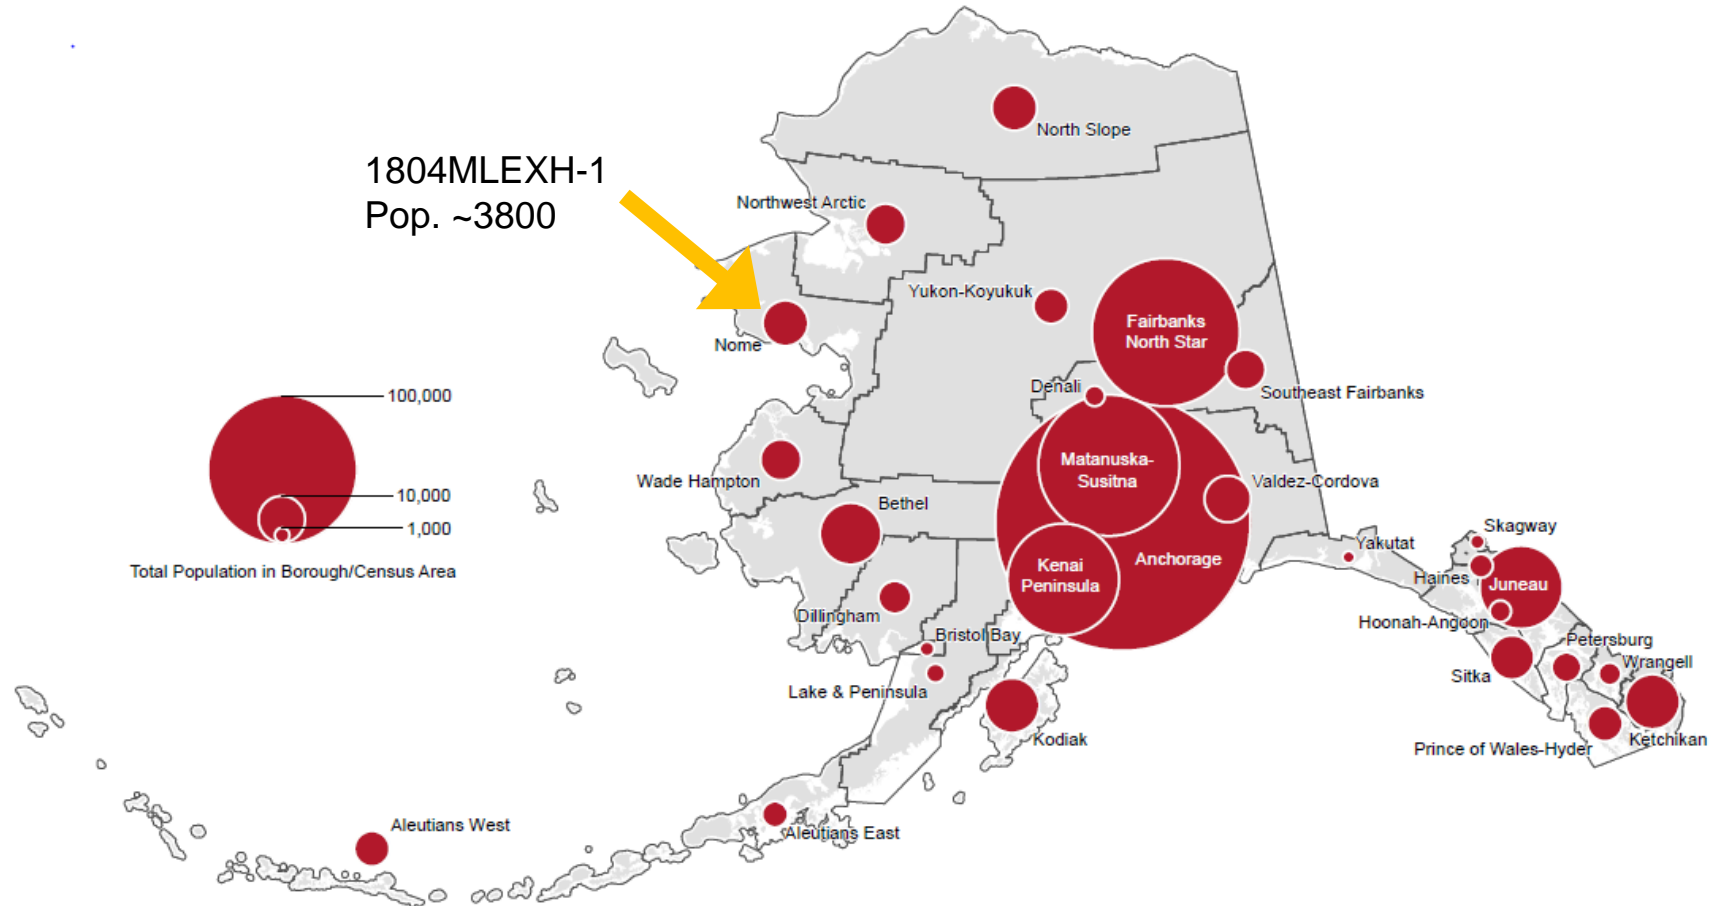 1804MLEXH-1
Pop. ~3800
North Slope
Northwest Arctic
Yukon-Koyukuk
Fairbanks
North Star
Nome
Denali
Southeast Fairbanks
100,000
10,000
1,000
Total Population in Borough/Census Area
Wade Hampton
Matanuska-
Susitna
Valdez-Cordova
Bethel
Anchorage
Kenai
Peninsula
Yakutat
Skagway
Haines
Juneau
Hoonah-Angoon
Dillingham
Bristol Bay
Lake & Peninsula
Petersburg
Wrangell
Sitka
Kodiak
Prince of Wales-Hyder
Ketchikan
Aleutians West
Aleutians East